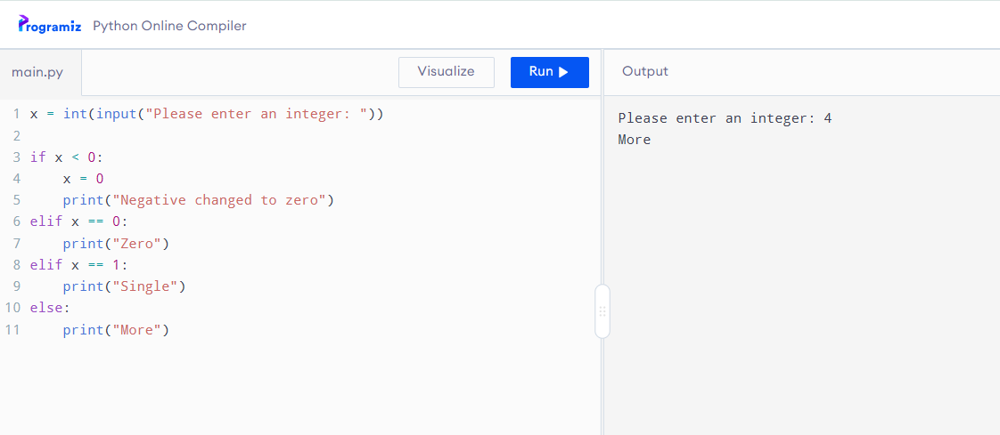 Programiz Python Online Compiler
main.py
Visualize
Run
Output
1 x = int(input("Please enter an integer: "))
2
3 if x < 0:
4     x = 0
5     print("Negative changed to zero")
6 elif x == 0:
7     print("Zero")
8 elif x == 1:
9     print("Single")
10 else:
11     print("More")
Please enter an integer: 4
More